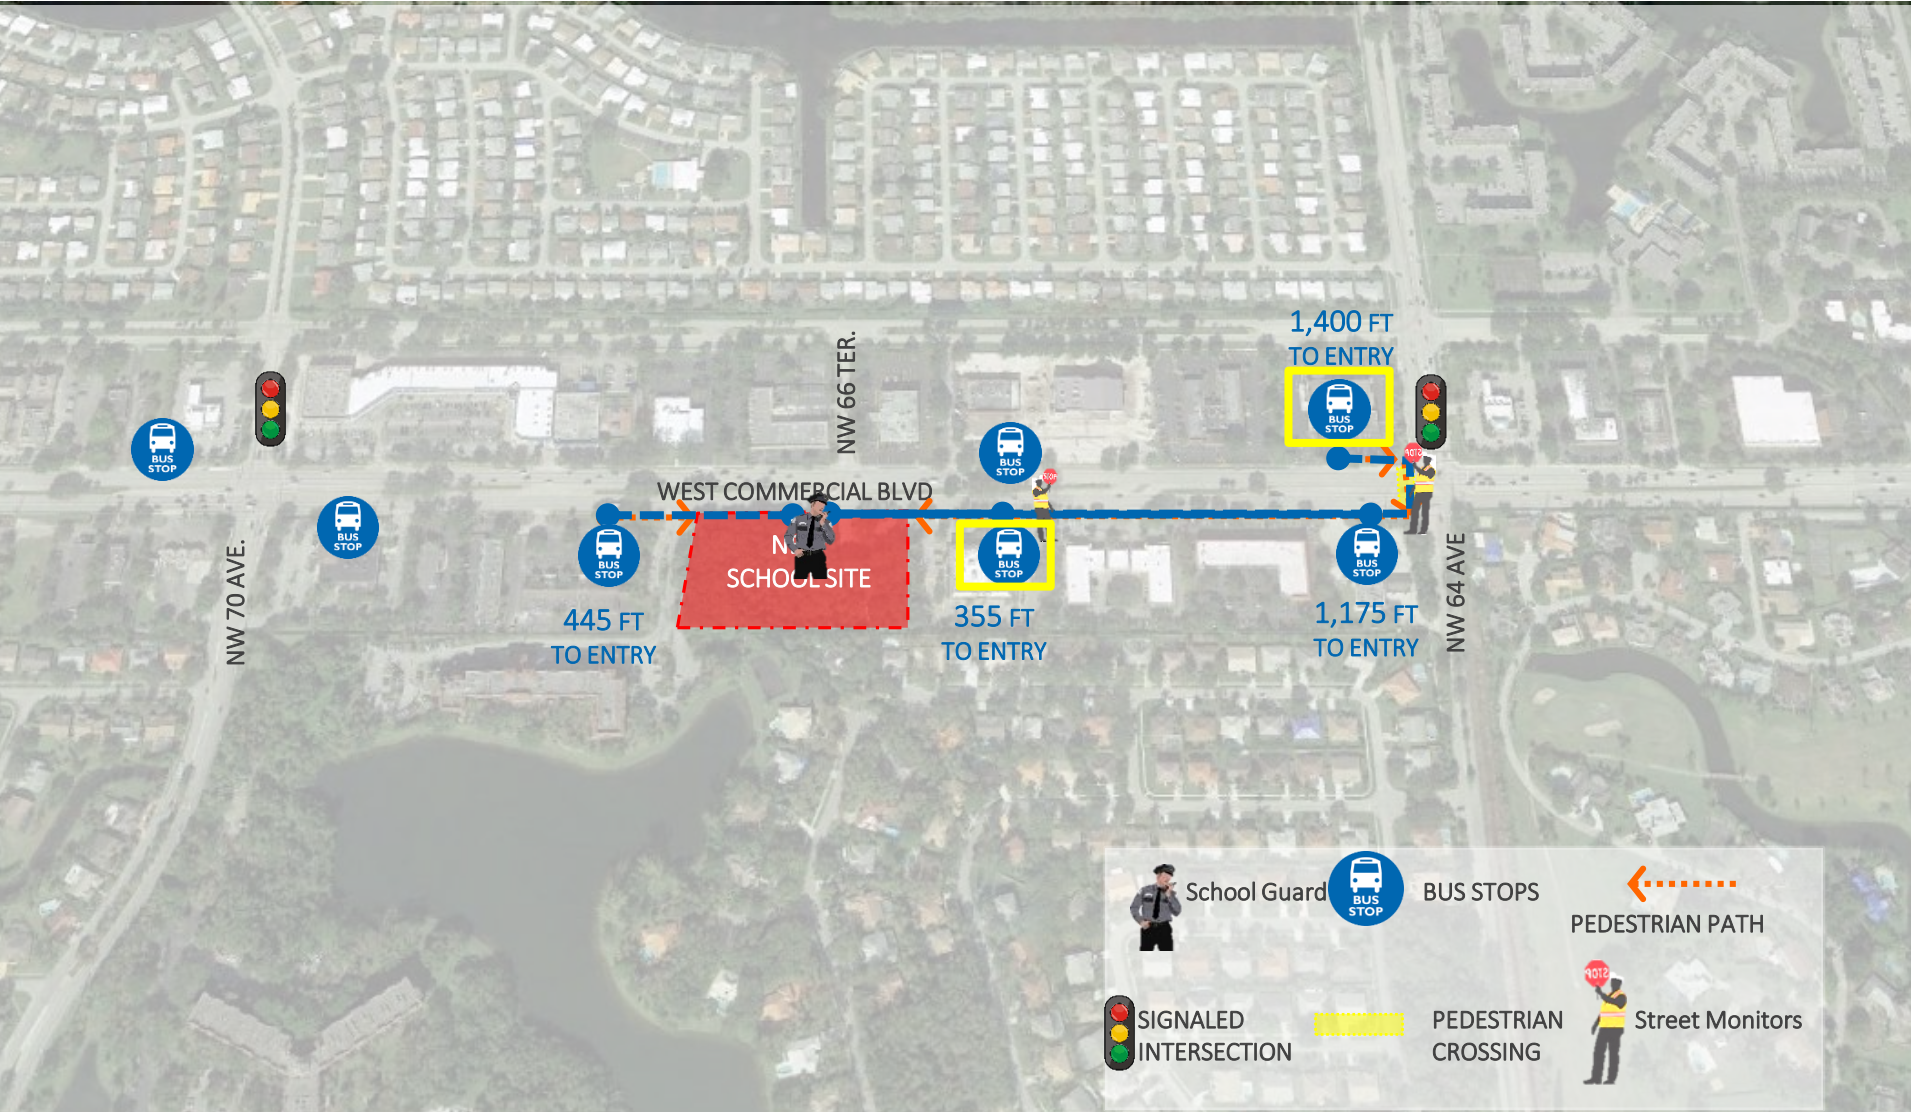 1,400 FT
TO ENTRY
NW 66 TER.
BUS
STOP
BUS
STOP
BUS
STOP
WEST COMMERCIAL BLVD
STOP
BUS
STOP
N
SCHOOL SITE
BUS
STOP
BUS
STOP
BUS
STOP
NW 70 AVE.
445 FT
TO ENTRY
355 FT
TO ENTRY
1,175 FT
TO ENTRY
NW 64 AVE
School Guard
BUS
STOP
BUS STOPS
PEDESTRIAN PATH
SIGNALED
INTERSECTION
PEDESTRIAN
CROSSING
STOP
Street Monitors